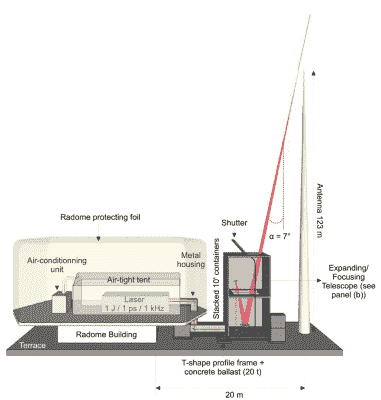 Radome protecting foil
Air-conditionning
unit
Metal
housing
Air-tight tent
Laser
1 J / 1 ps / 1 kHz
Radome Building
Terrace
Stacked 10' containers
Shutter
α = 7°
Antenna 123 m
Expanding/
Focusing
Telescope (see
panel (b))
T-shape profile frame +
concrete ballast (20 t)
20 m